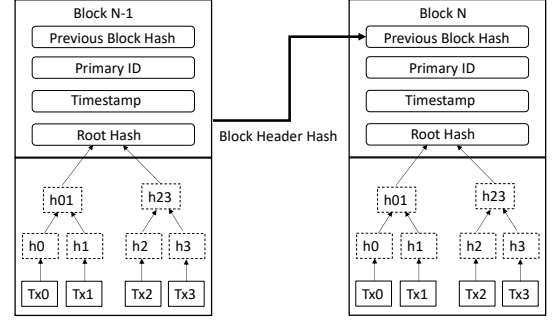 Block N-1
Previous Block Hash
Primary ID
Timestamp
Root Hash
h01
h23
h0
h1
h2
h3
Tx0
Tx1
Tx2
Tx3
Block Header Hash
Block N
Previous Block Hash
Primary ID
Timestamp
Root Hash
h01
h23
h0
h1
h2
h3
Tx0
Tx1
Tx2
Tx3